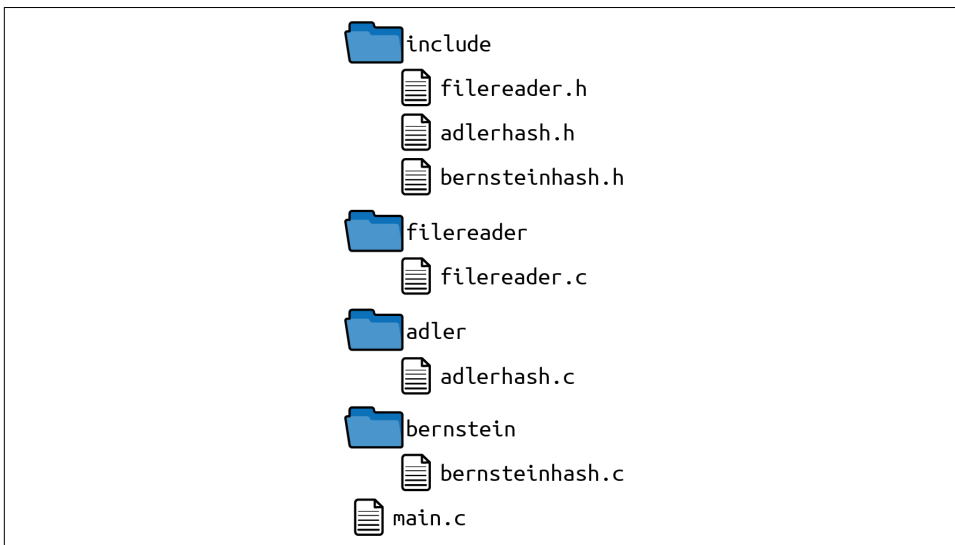 include
filereader.h
adlerhash.h
bernsteinhash.h
filereader
filereader.c
adler
adlerhash.c
bernstein
bernsteinhash.c
main.c